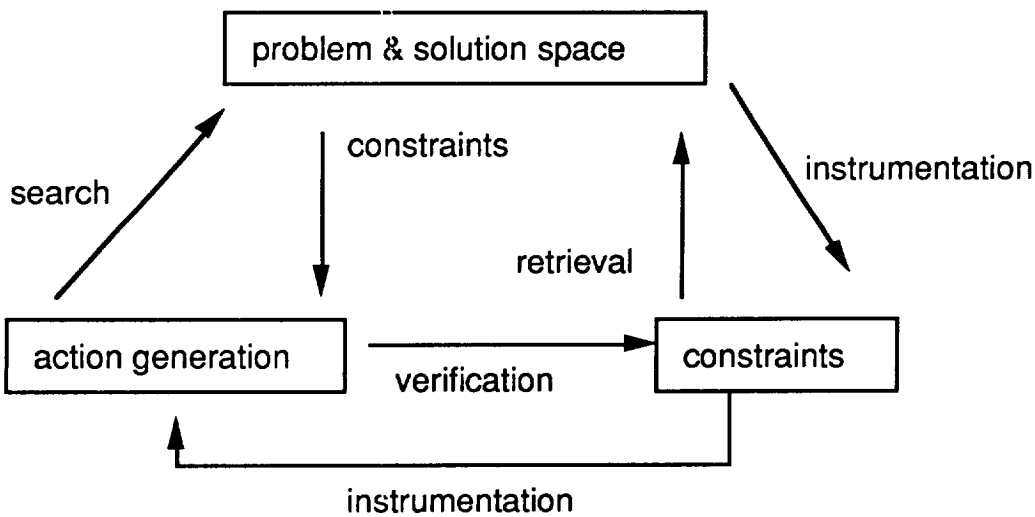 problem & solution space
constraints
instrumentation
search
retrieval
action generation
constraints
verification
instrumentation